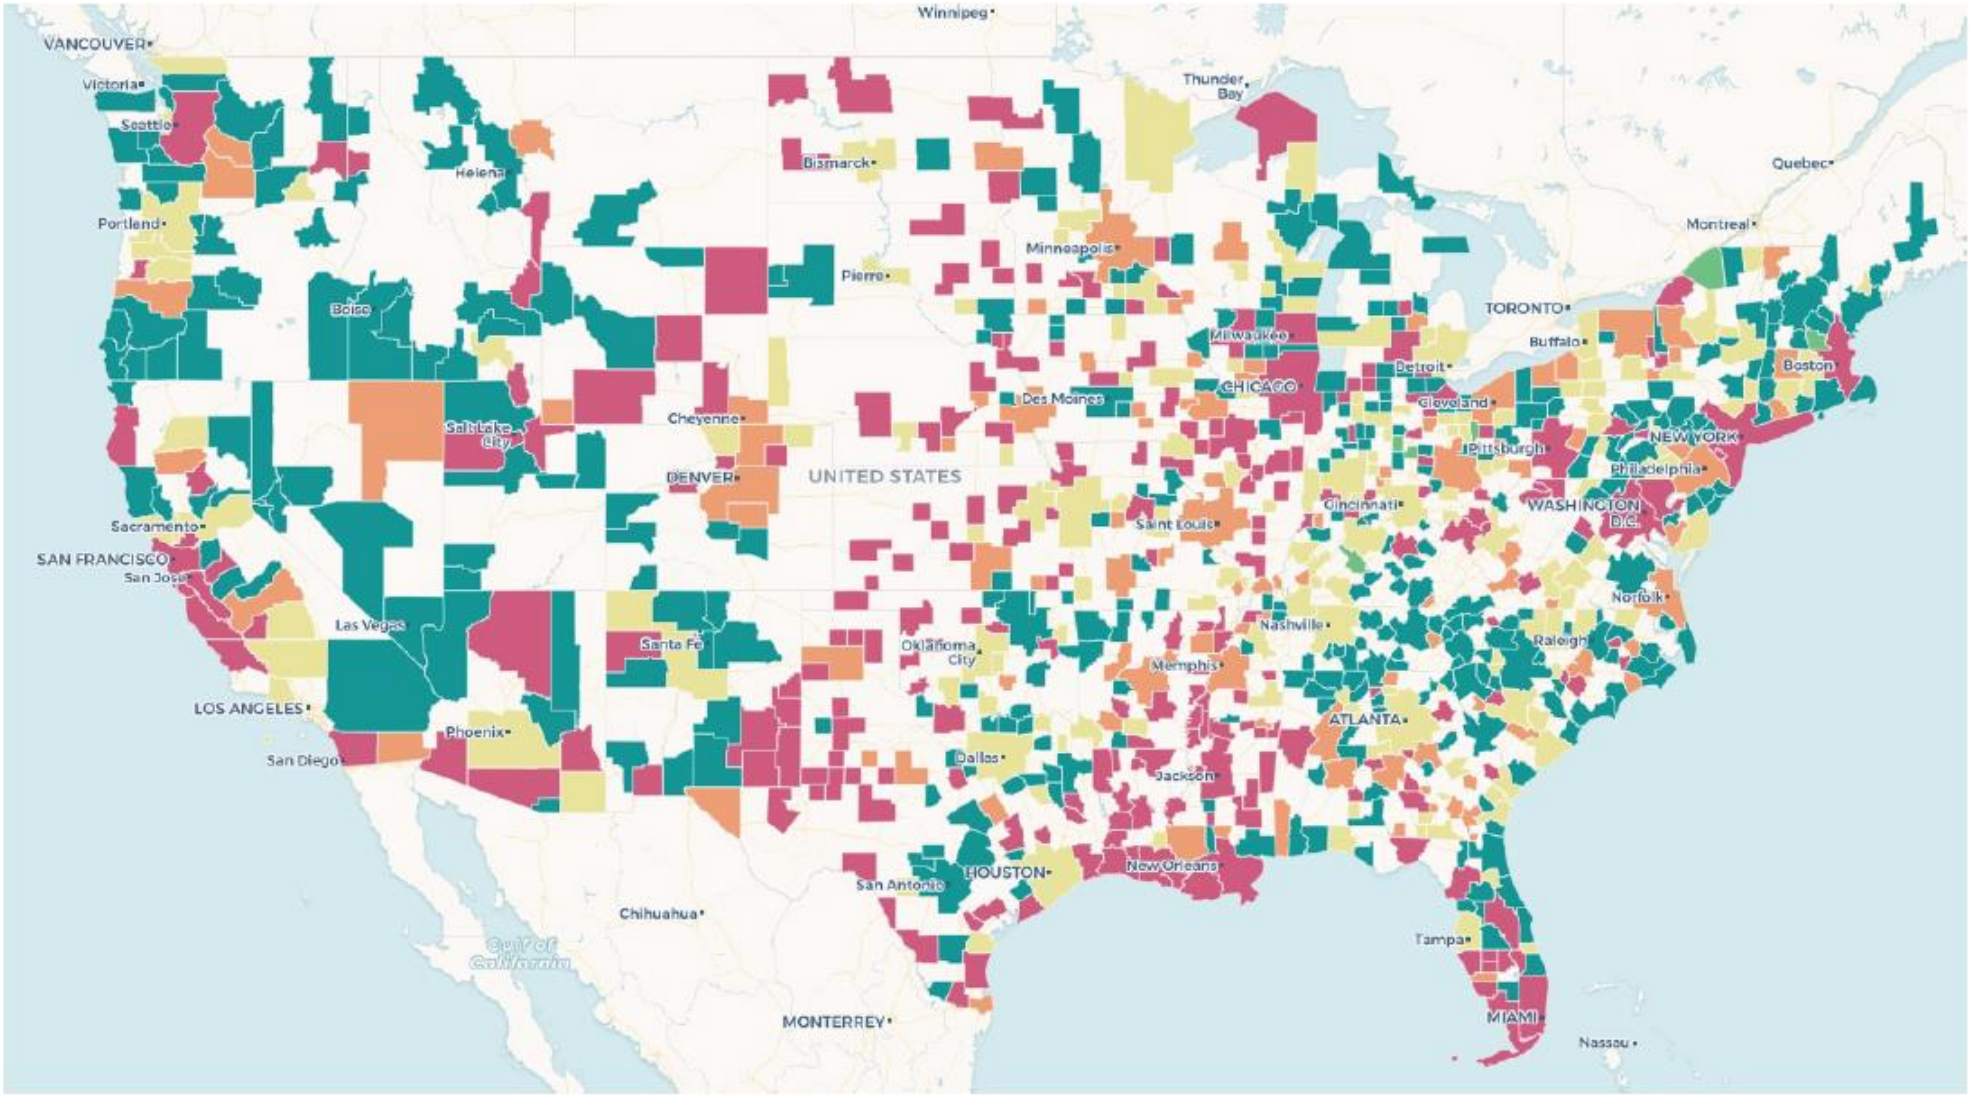 Winnipeg
VANCOUVER
Thunder
Bay
Victoria
Seattle
Bismarck
Quebec
Helena
Portland
Montreal
Minneapolis
Pierre
Boise
TORONTO
Milwaukee
Buffalo
Detroit
Boston
CHICAGO
Des Moines
Cleveland
Cheyenne
Salt Lake
City
NEW YORK
Pittsburgh
Philadelphia
DENVER
UNITED STATES
Cincinnati
WASHINGTON
D.C.
Sacramento
Saint Louis
SAN FRANCISCO
San Jose
Norfolk
Las Vegas
Nashville
Santa Fe
Oklahoma
City
Raleigh
Memphis
LOS ANGELES
ATLANTA
Phoenix
San Diego
Dallas
Jackson
New Orleans
HOUSTON
San Antonio
Chihuahua
Tampa
Gulf of
California
MONTERREY
MIAMI
Nassau